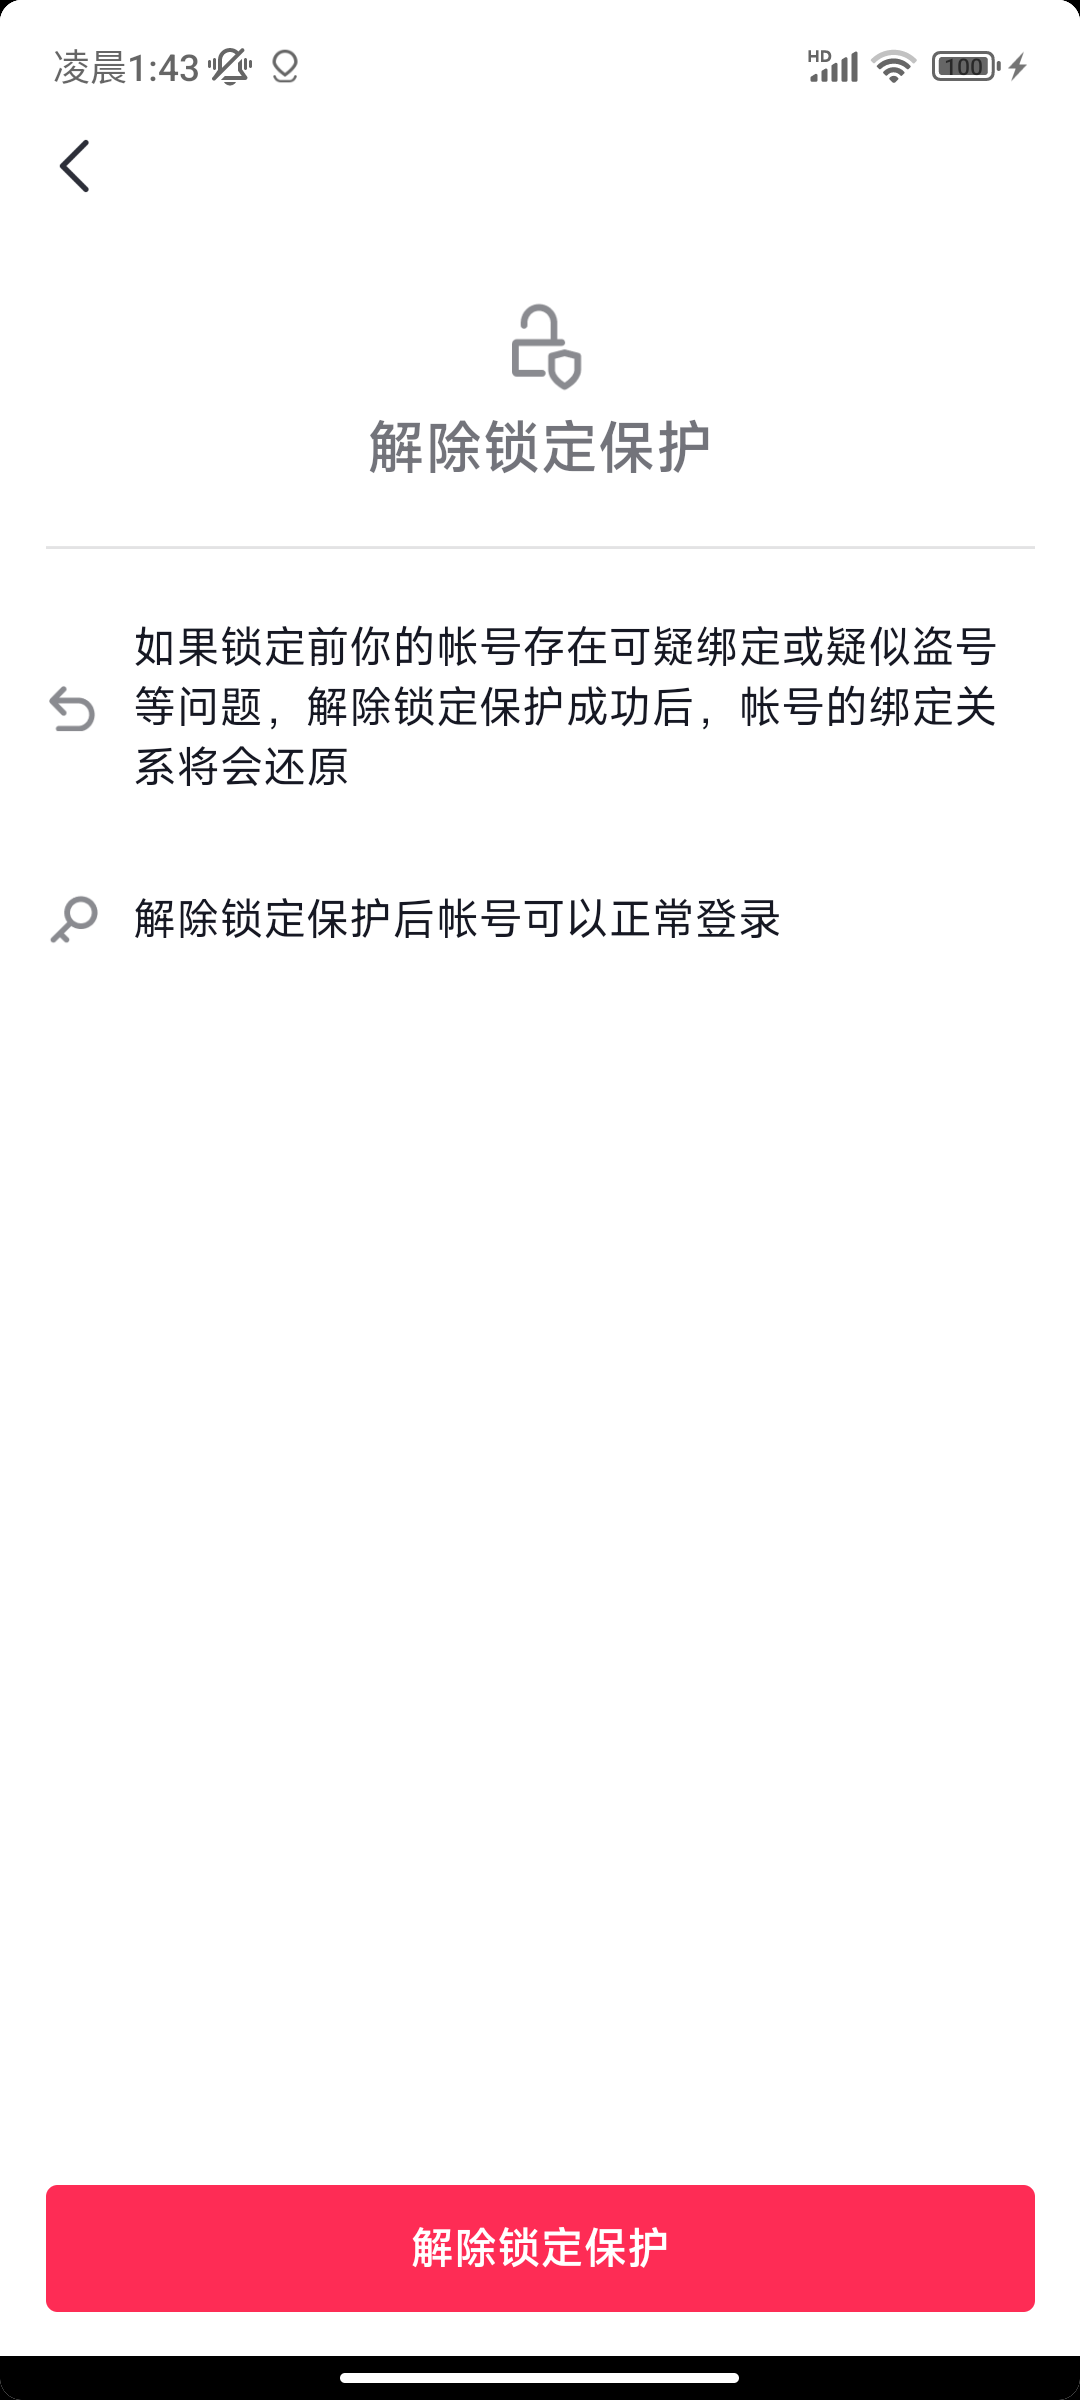 凌晨1:43
HD
100
解除锁定保护
如果锁定前你的帐号存在可疑绑定或疑似盗号
等问题，解除锁定保护成功后，帐号的绑定关
系将会还原
解除锁定保护后帐号可以正常登录
解除锁定保护